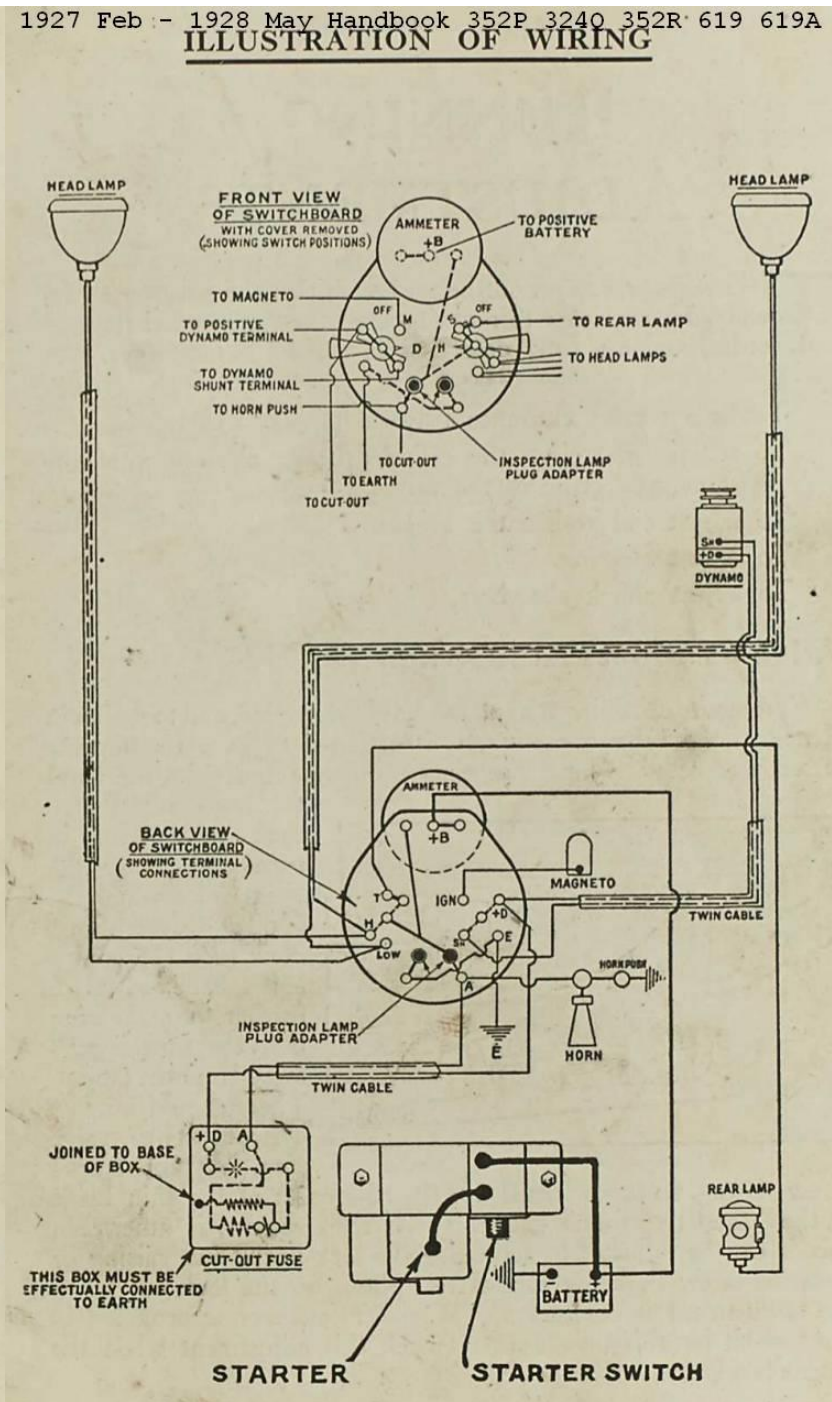 1927 Feb - 1928 May Handbook 352P 3240 352R 619 619A
ILLUSTRATION OF WIRING
HEAD LAMP
HEAD LAMP
FRONT VIEW
OF SWITCHBOARD
WITH COVER REMOVED
(SHOWING SWITCH POSITIONS)
AMMETER
+B
TO POSITIVE
BATTERY
TO MAGNETO
OFF
M
S
OFF
TO REAR LAMP
TO POSITIVE
DYNAMO TERMINAL
D
H
TO HEAD LAMPS
TO DYNAMO
SHUNT TERMINAL
TO HORN PUSH
TO CUT-OUT
TO EARTH
TO CUT-OUT
INSPECTION LAMP
PLUG ADAPTER
S
+D
DYNAMO
AMMETER
+B
BACK VIEW
OF SWITCHBOARD
(SHOWING TERMINAL
CONNECTIONS)
T
IGN
MAGNETO
+D
TWIN CABLE
H
S
E
LOW
A
HORN PUSH
INSPECTION LAMP
PLUG ADAPTER
E
HORN
TWIN CABLE
+ D
A
JOINED TO BASE
OF BOX
REAR LAMP
CUT-OUT FUSE
THIS BOX MUST BE
EFFECTUALLY CONNECTED
TO EARTH
- +
BATTERY
STARTER
STARTER SWITCH